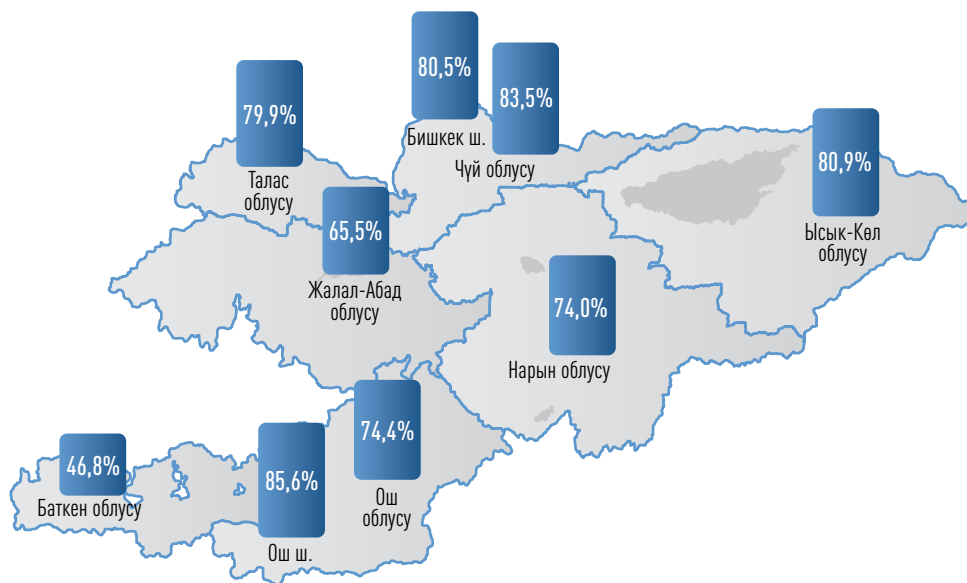 80,5%
Бишкек ш.
83,5%
Чүй облусу
79,9%
Талас
облусу
80,9%
Ысык-Көл
облусу
65,5%
Жалал-Абад
облусу
74,0%
Нарын облусу
74,4%
Ош
облусу
46,8%
Баткен облусу
85,6%
Ош ш.